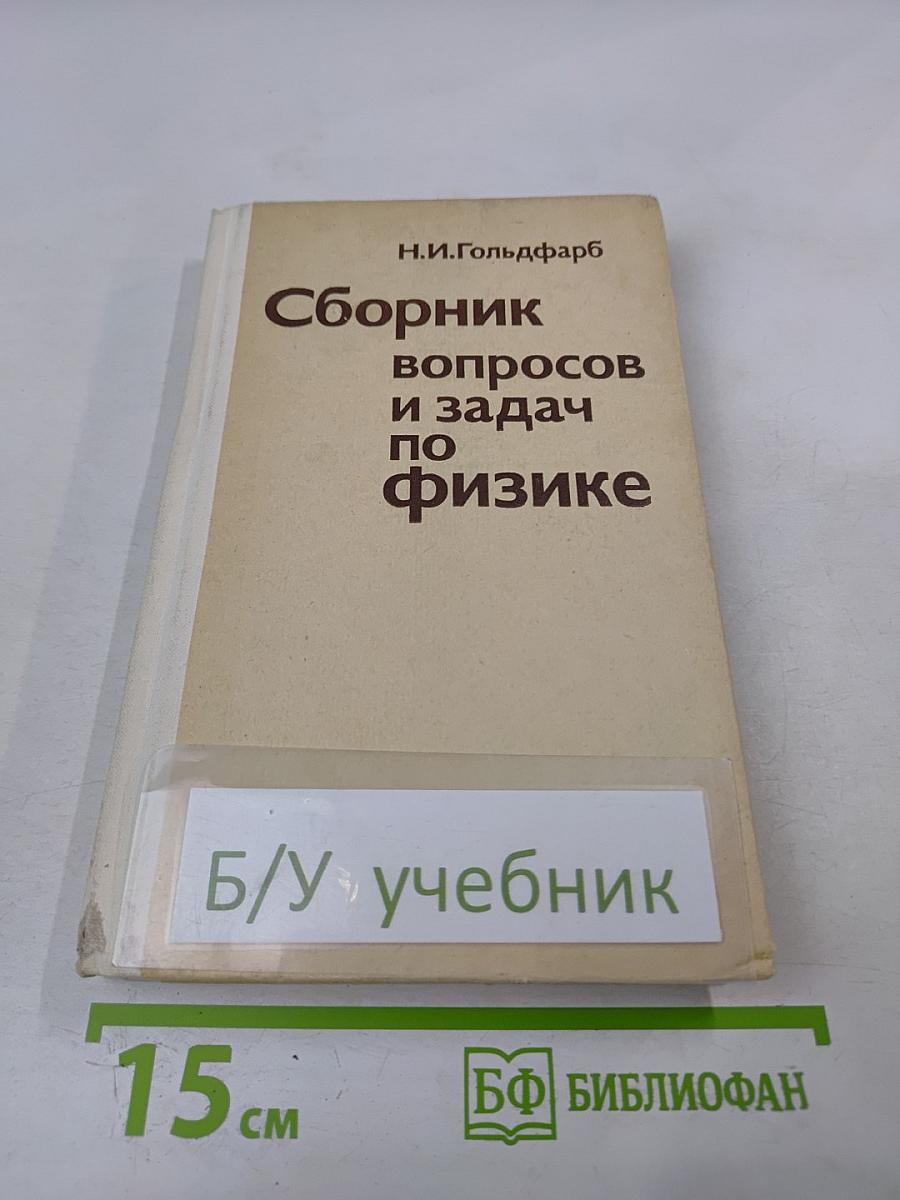 Н.И.Гольдфарб
Сборник
вопросов
и задач
по
физике
Б/У учебник
15 см
БФ БИБЛИОФАН